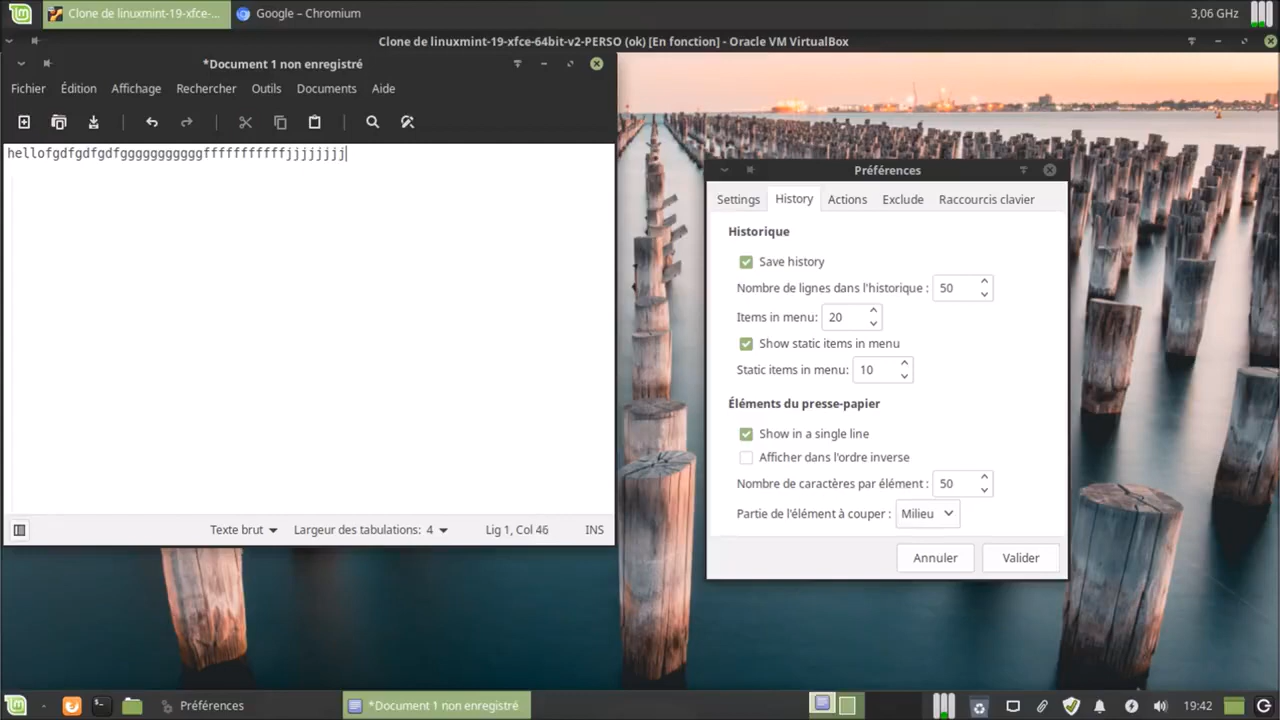 Clone de linuxmint-19-xfce-...
Google – Chromium
3,06 GHz
Clone de linuxmint-19-xfce-64bit-v2-PERSO (ok) [En fonction] - Oracle VM VirtualBox
*Document 1 non enregistré
Fichier Édition Affichage Rechercher Outils Documents Aide
hellofgdfgdfgdfgggggggggggfffffffffffjjjjjjjj
Texte brut Largeur des tabulations: 4 Lig 1, Col 46 INS
Préférences
Settings History Actions Exclude Raccourcis clavier
Historique
Save history
Nombre de lignes dans l'historique : 50
Items in menu: 20
Show static items in menu
Static items in menu: 10
Éléments du presse-papier
Show in a single line
Afficher dans l'ordre inverse
Nombre de caractères par élément : 50
Partie de l'élément à couper : Milieu
Annuler Valider
Préférences
*Document 1 non enregistré
19:42